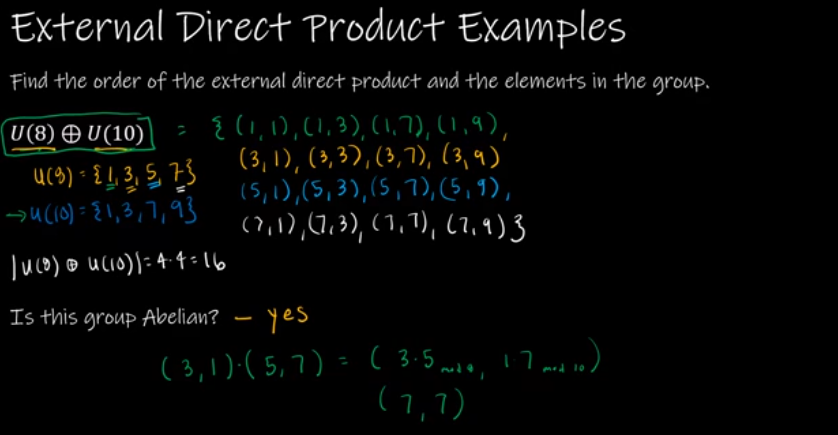 External Direct Product Examples
Find the order of the external direct product and the elements in the group.
U(8) ⊕ U(10) = { (1,1), (1,3), (1,7), (1,9),
(3,1), (3,3), (3,7), (3,9)
U(8) = {1, 3, 5, 7}
(5,1), (5,3), (5,7), (5,9),
→ U(10) = {1, 3, 7, 9}
(7,1), (7,3), (7,7), (7,9) }
|U(8) ⊕ U(10)| = 4·4 = 16
Is this group Abelian? – yes
(3,1)·(5,7) = (3·5 mod 8, 1·7 mod 10)
(7,7)